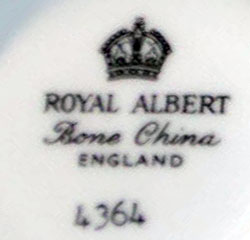 ROYAL ALBERT
Bone China
ENGLAND
4364